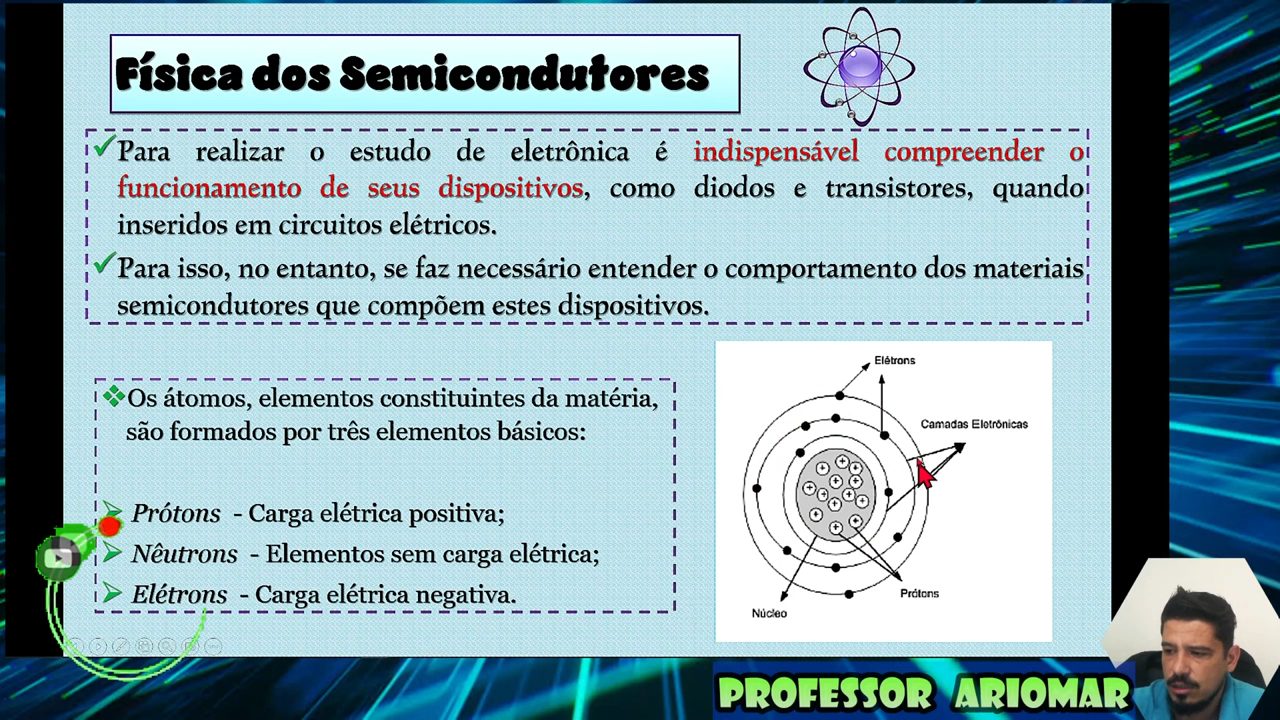 Física dos Semicondutores
Para realizar o estudo de eletrônica é indispensável compreender o
funcionamento de seus dispositivos, como diodos e transistores, quando
inseridos em circuitos elétricos.
Para isso, no entanto, se faz necessário entender o comportamento dos materiais
semicondutores que compõem estes dispositivos.
Os átomos, elementos constituintes da matéria,
são formados por três elementos básicos:
Prótons - Carga elétrica positiva;
Nêutrons - Elementos sem carga elétrica;
Elétrons - Carga elétrica negativa.
Elétrons
Camadas Eletrônicas
Prótons
Núcleo
PROFESSOR ARIOMAR